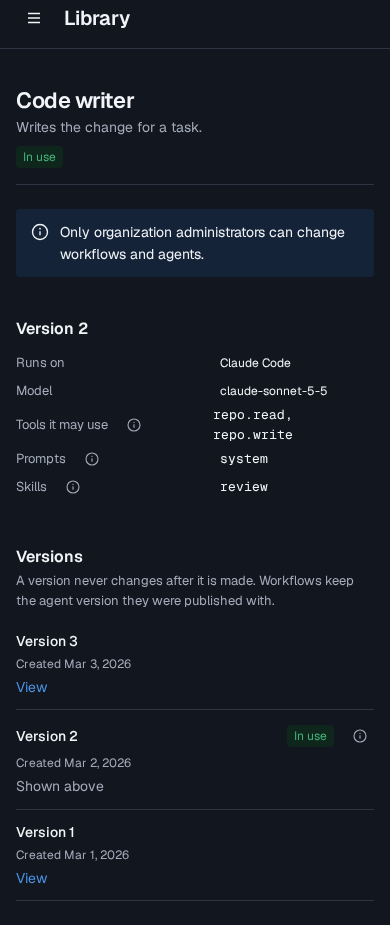 Library
Code writer
Writes the change for a task.
In use
Only organization administrators can change
workflows and agents.
Version 2
Runs on Claude Code
Model claude-sonnet-5-5
Tools it may use repo.read,
repo.write
Prompts system
Skills review
Versions
A version never changes after it is made. Workflows keep
the agent version they were published with.
Version 3
Created Mar 3, 2026
View
Version 2 In use
Created Mar 2, 2026
Shown above
Version 1
Created Mar 1, 2026
View